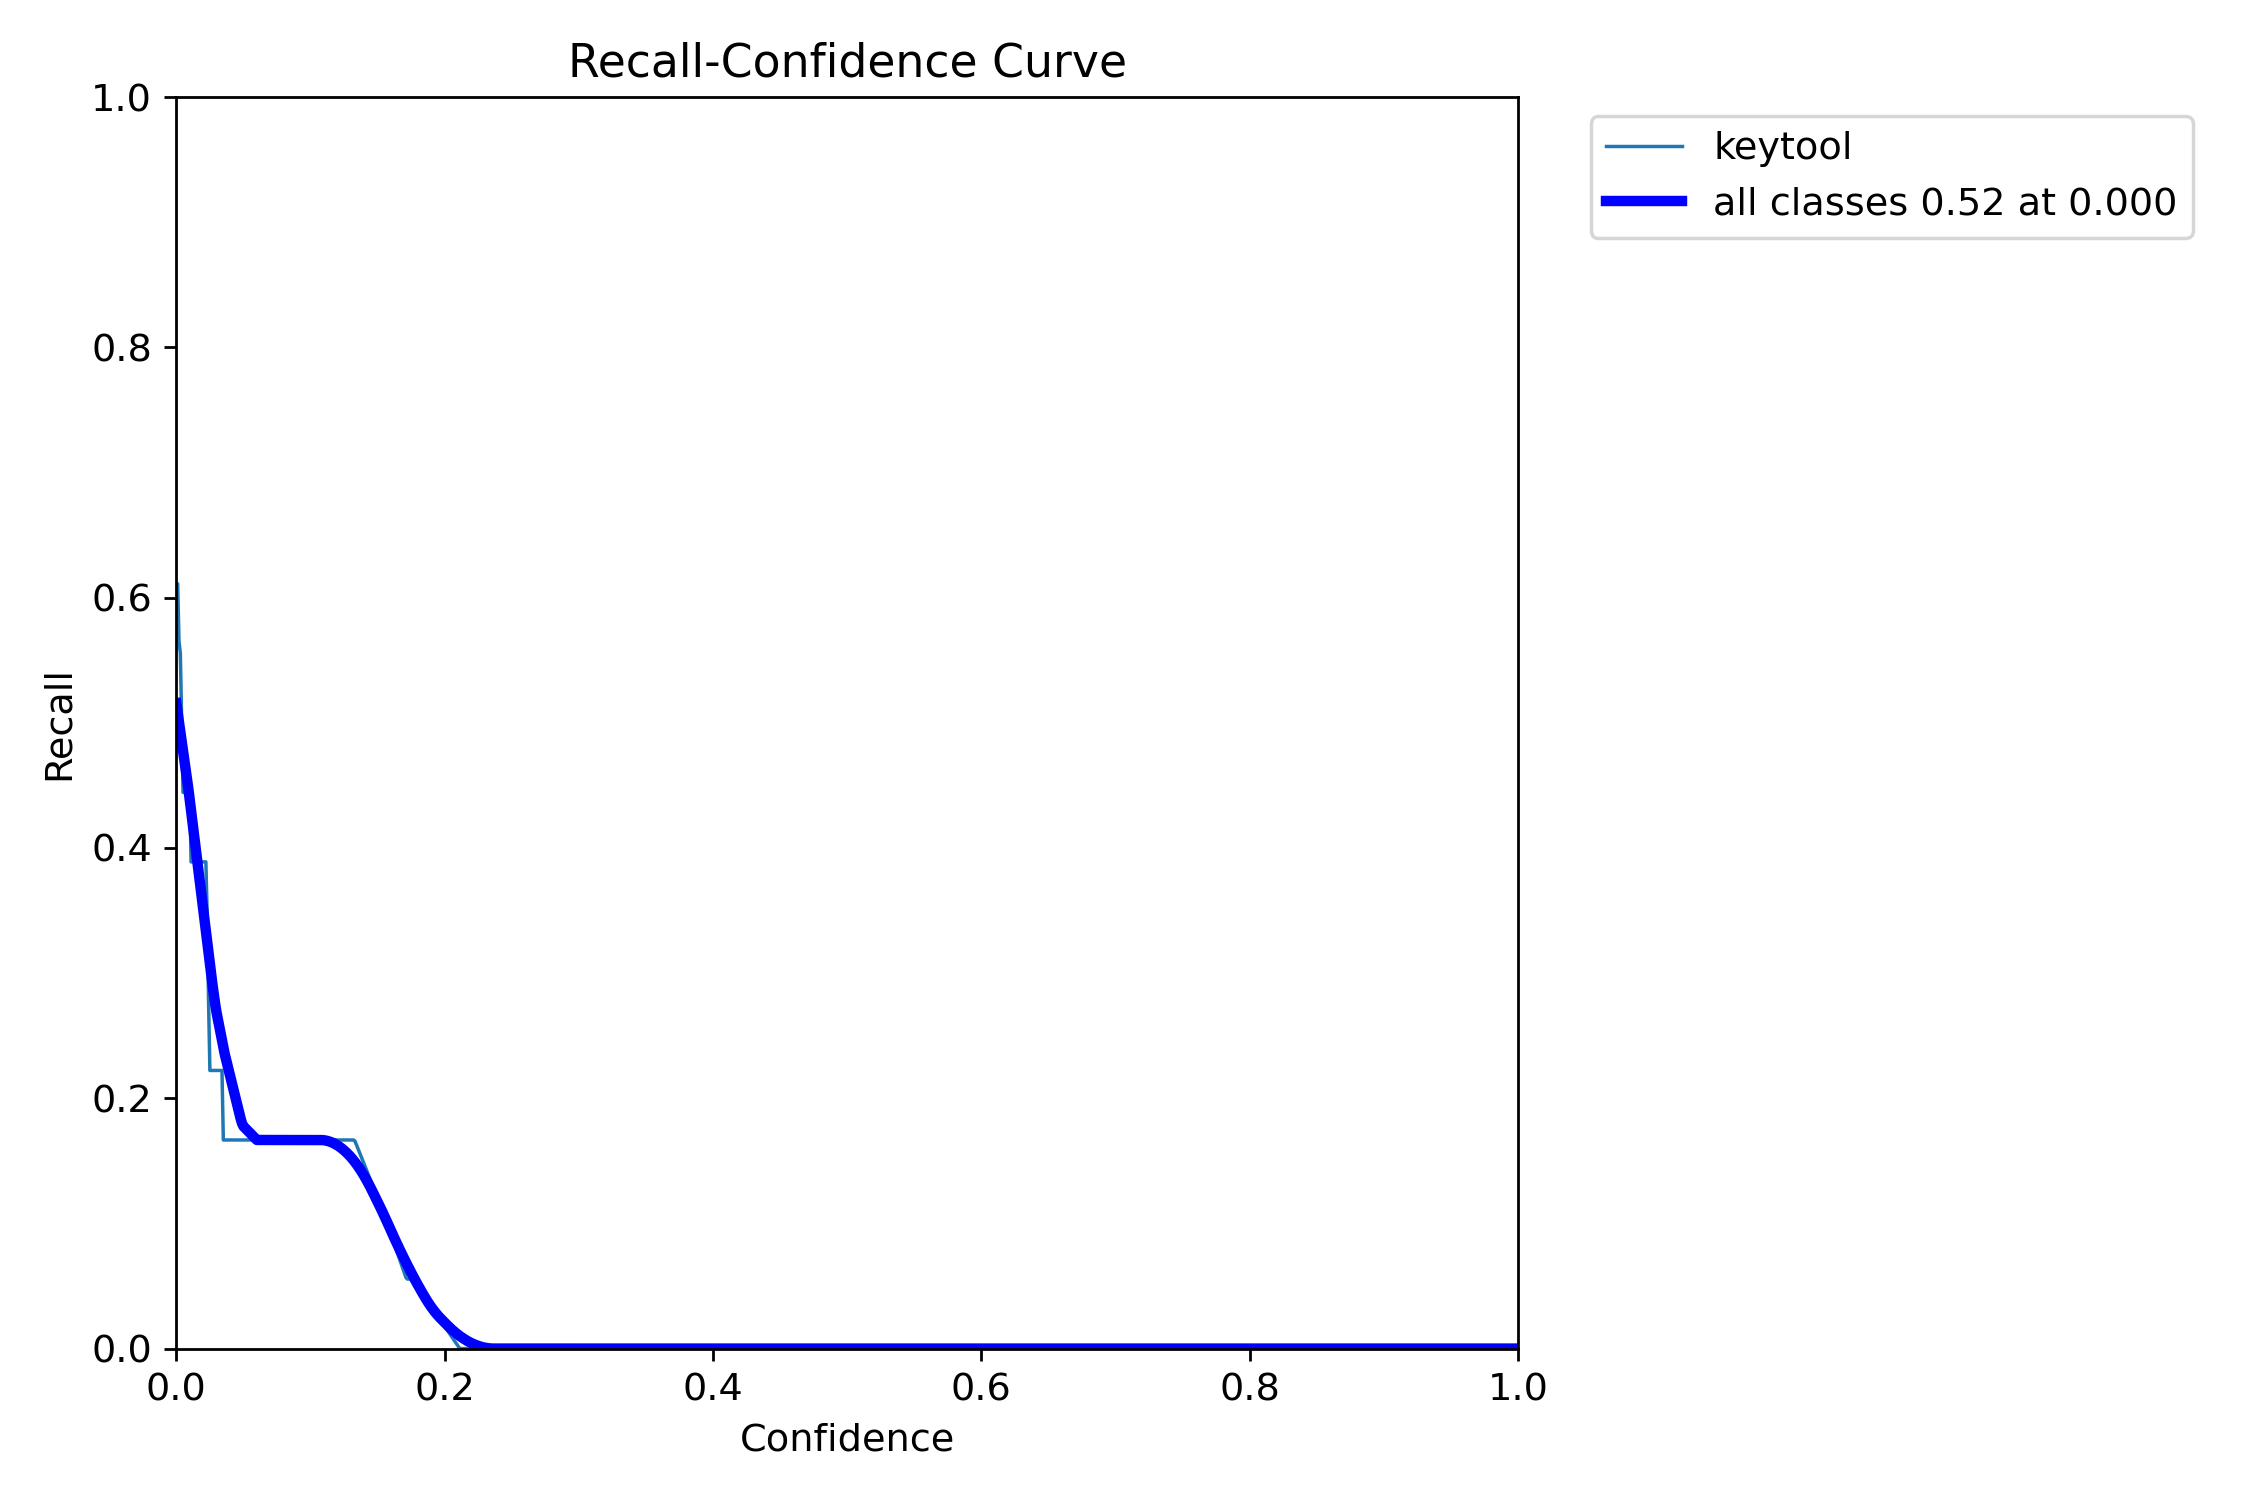 Recall-Confidence Curve
1.0
0.8
0.6
0.4
0.2
0.0
Recall
0.0 0.2 0.4 0.6 0.8 1.0
Confidence
keytool
all classes 0.52 at 0.000